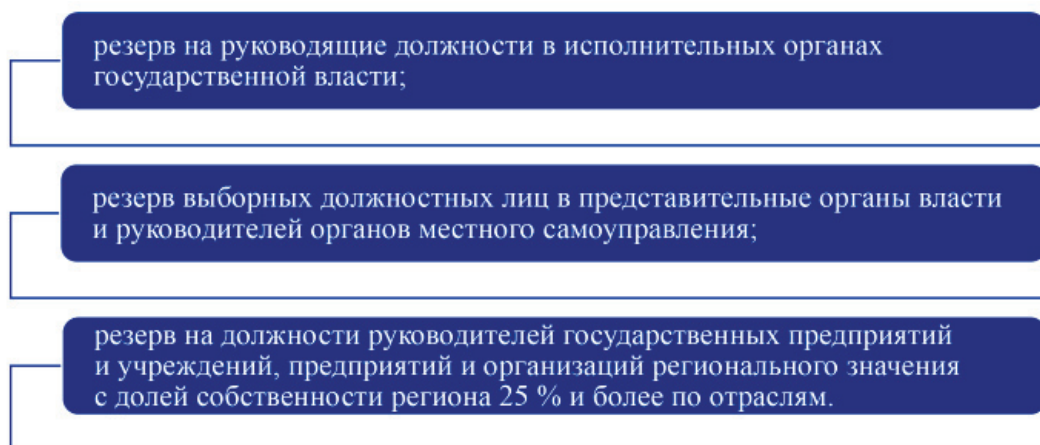 резерв на руководящие должности в исполнительных органах
государственной власти;
резерв выборных должностных лиц в представительные органы власти
и руководителей органов местного самоуправления;
резерв на должности руководителей государственных предприятий
и учреждений, предприятий и организаций регионального значения
с долей собственности региона 25 % и более по отраслям.